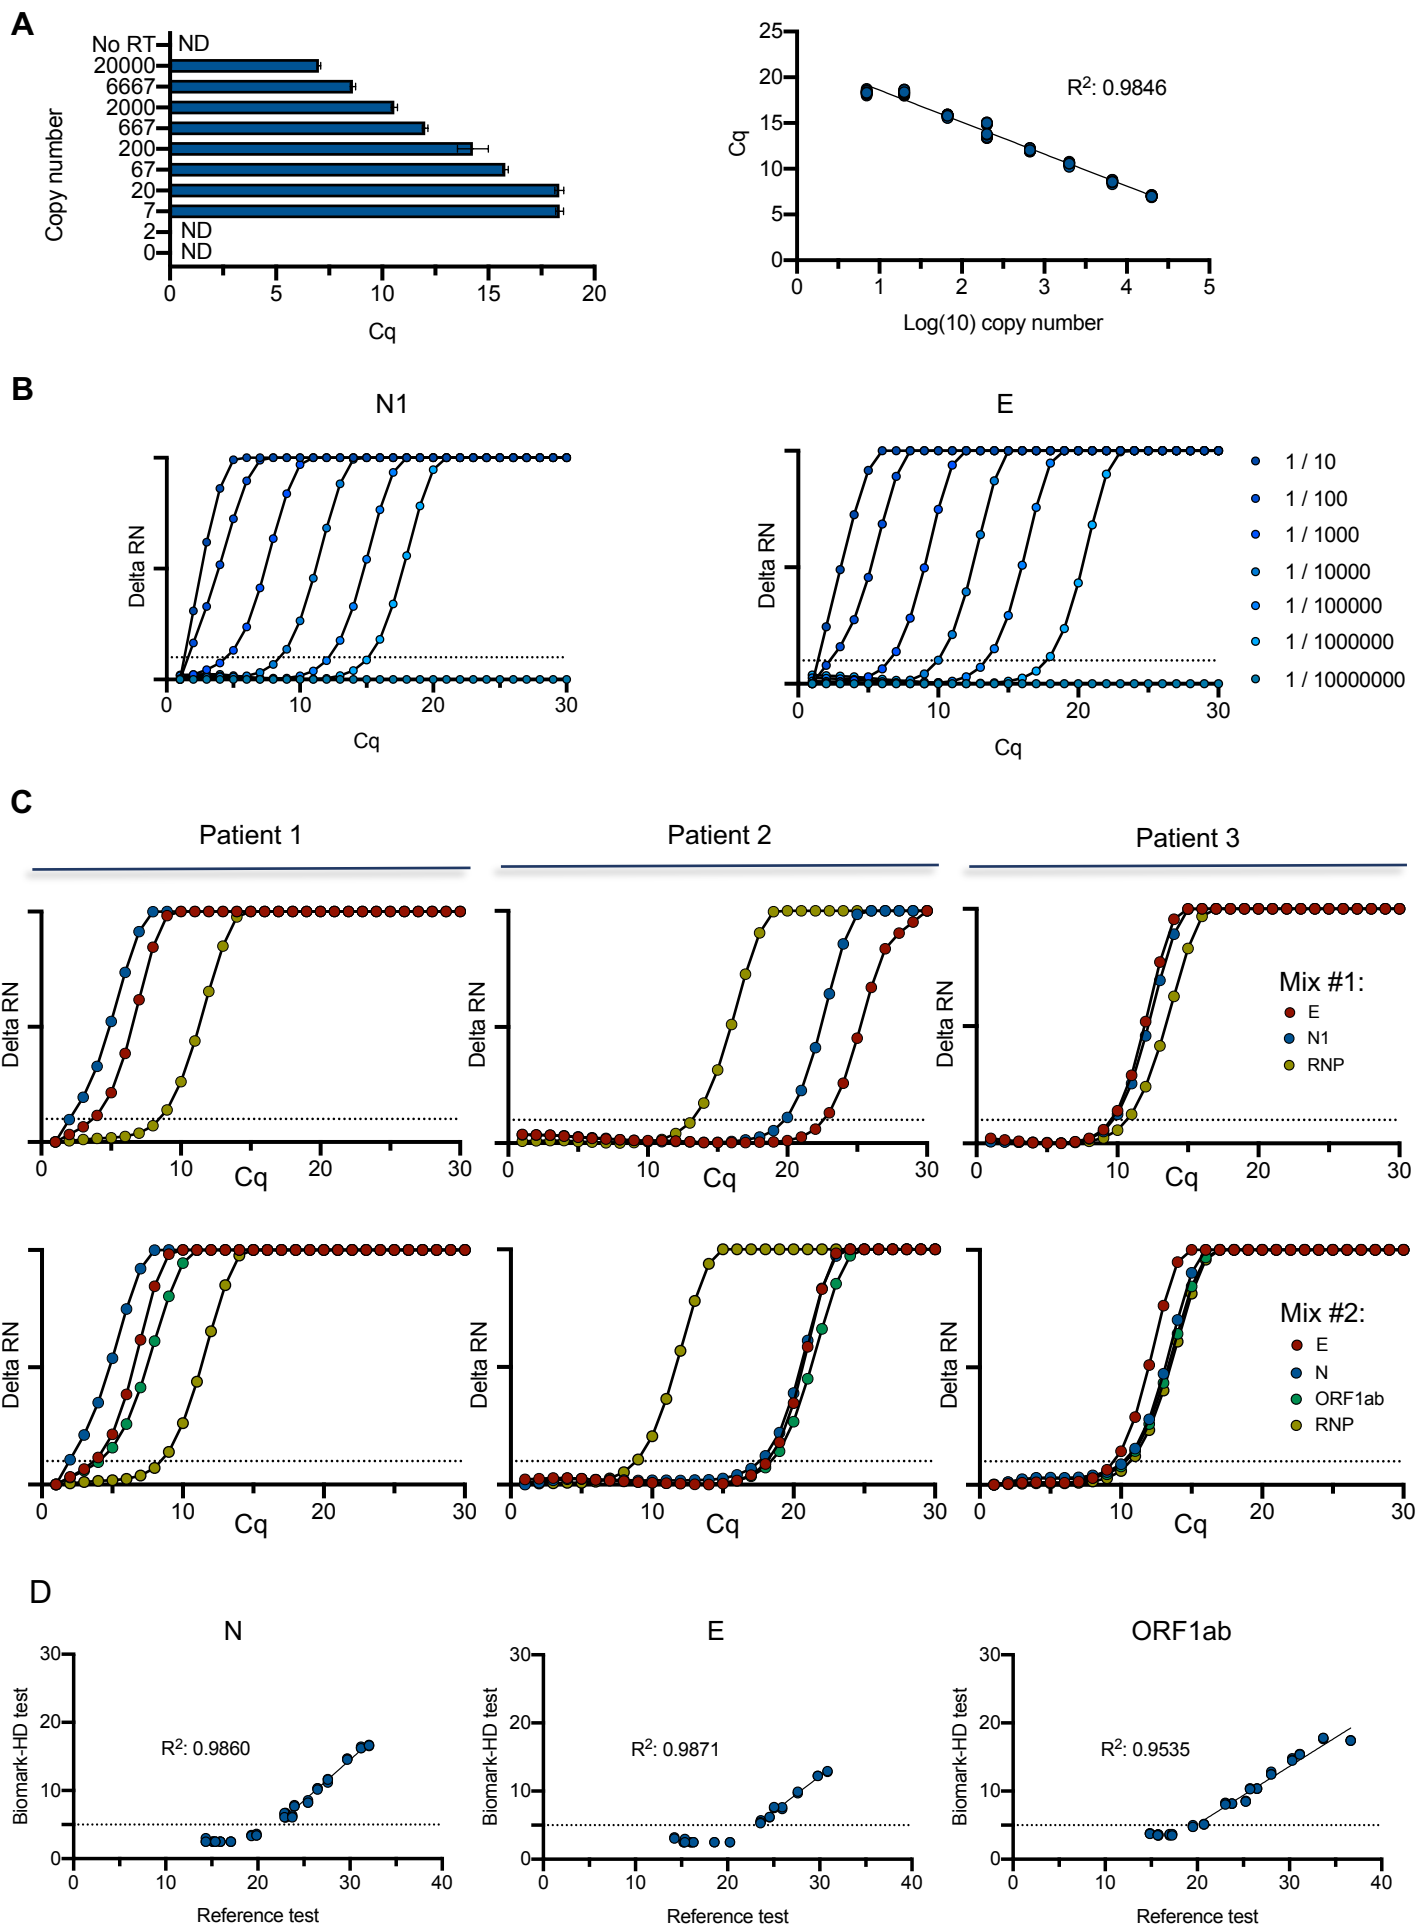 A
Copy number
No RT
20000
6667
2000
667
200
67
20
7
2
0
ND
ND
ND
0 5 10 15 20
Cq
25
20
15
10
5
0
Cq
R²: 0.9846
0 1 2 3 4 5
Log(10) copy number
B
N1
Delta RN
0 10 20 30
Cq
E
Delta RN
0 10 20 30
Cq
1 / 10
1 / 100
1 / 1000
1 / 10000
1 / 100000
1 / 1000000
1 / 10000000
C
Patient 1
Patient 2
Patient 3
Delta RN
0 10 20 30
Cq
Delta RN
0 10 20 30
Cq
Delta RN
0 10 20 30
Cq
Mix #1:
E
N1
RNP
Delta RN
0 10 20 30
Cq
Delta RN
0 10 20 30
Cq
Delta RN
0 10 20 30
Cq
Mix #2:
E
N
ORF1ab
RNP
D
N
Biomark-HD test
30
20
10
0
R²: 0.9860
0 10 20 30 40
Reference test
E
Biomark-HD test
30
20
10
0
R²: 0.9871
0 10 20 30 40
Reference test
ORF1ab
Biomark-HD test
30
20
10
0
R²: 0.9535
0 10 20 30 40
Reference test